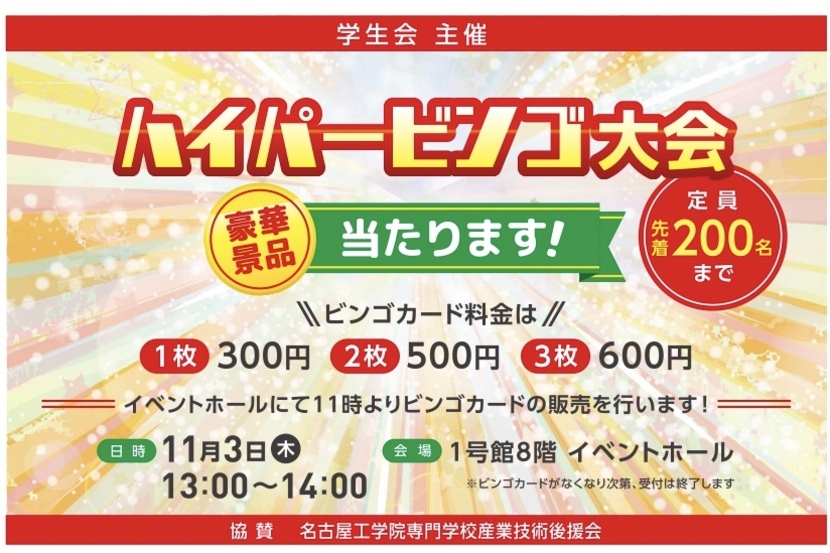 学生会 主催
ハイパービンゴ大会
豪華
景品
当たります!
定員
先着200名
まで
\\ビンゴカード料金は//
1枚 300円 2枚 500円 3枚 600円
イベントホールにて11時よりビンゴカードの販売を行います!
日時 11月3日(木)
13:00～14:00
会場 1号館8階 イベントホール
※ビンゴカードがなくなり次第、受付は終了します
協賛 名古屋工学院専門学校産業技術後援会